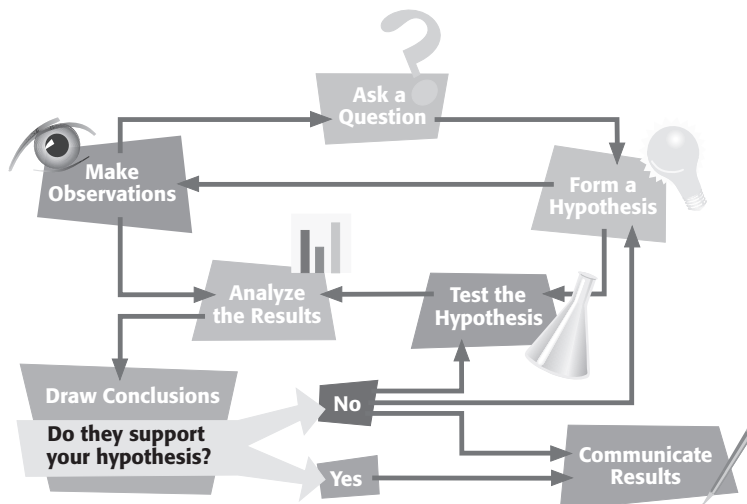 Ask a
Question
Make
Observations
Form a
Hypothesis
Analyze
the Results
Test the
Hypothesis
Draw Conclusions
Do they support
your hypothesis?
No
Yes
Communicate
Results